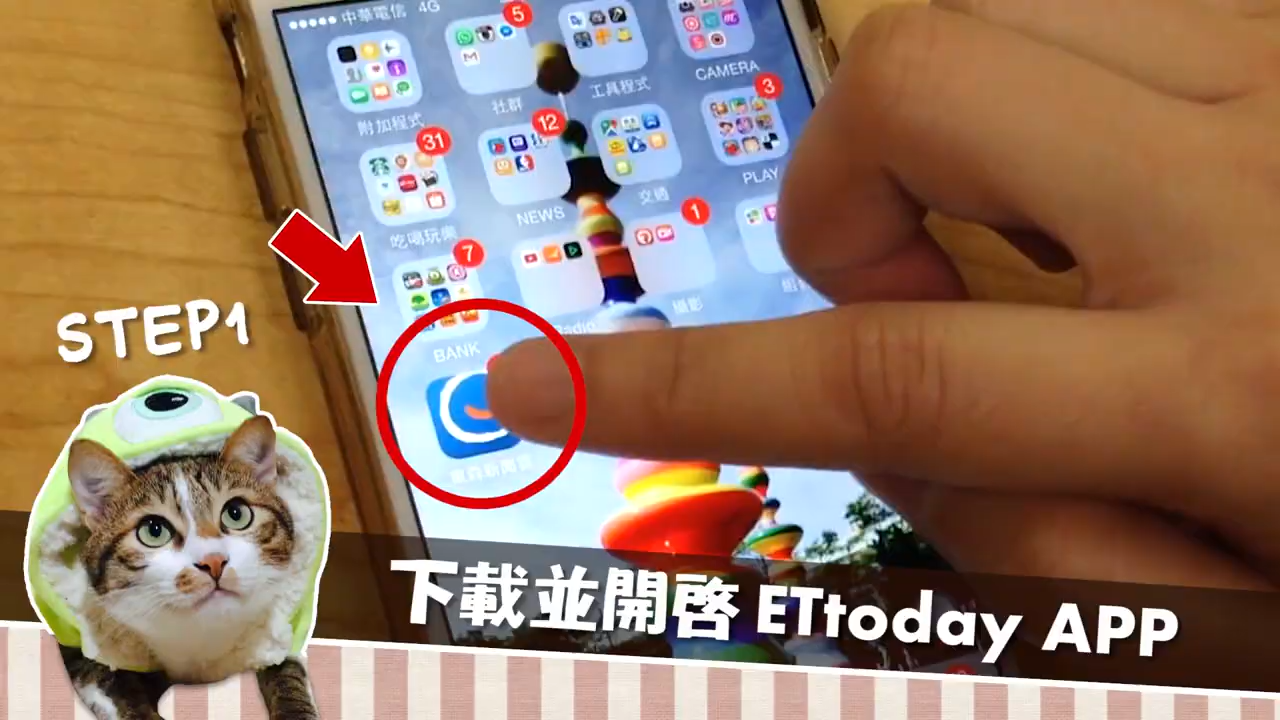 中華電信 4G
5
附加程式
社群
工具程式
CAMERA
31
12
3
吃喝玩樂
NEWS
交通
PLAY
7
1
BANK
Radio
攝影
STEP1
下載並開啓 ETtoday APP